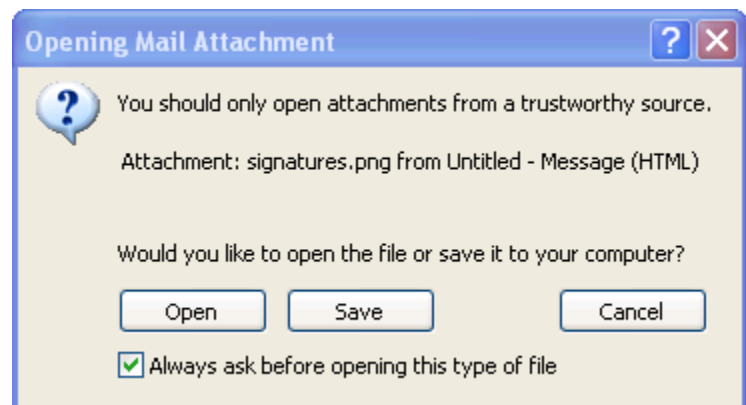 Opening Mail Attachment
You should only open attachments from a trustworthy source.
Attachment: signatures.png from Untitled - Message (HTML)
Would you like to open the file or save it to your computer?
Open Save Cancel
Always ask before opening this type of file